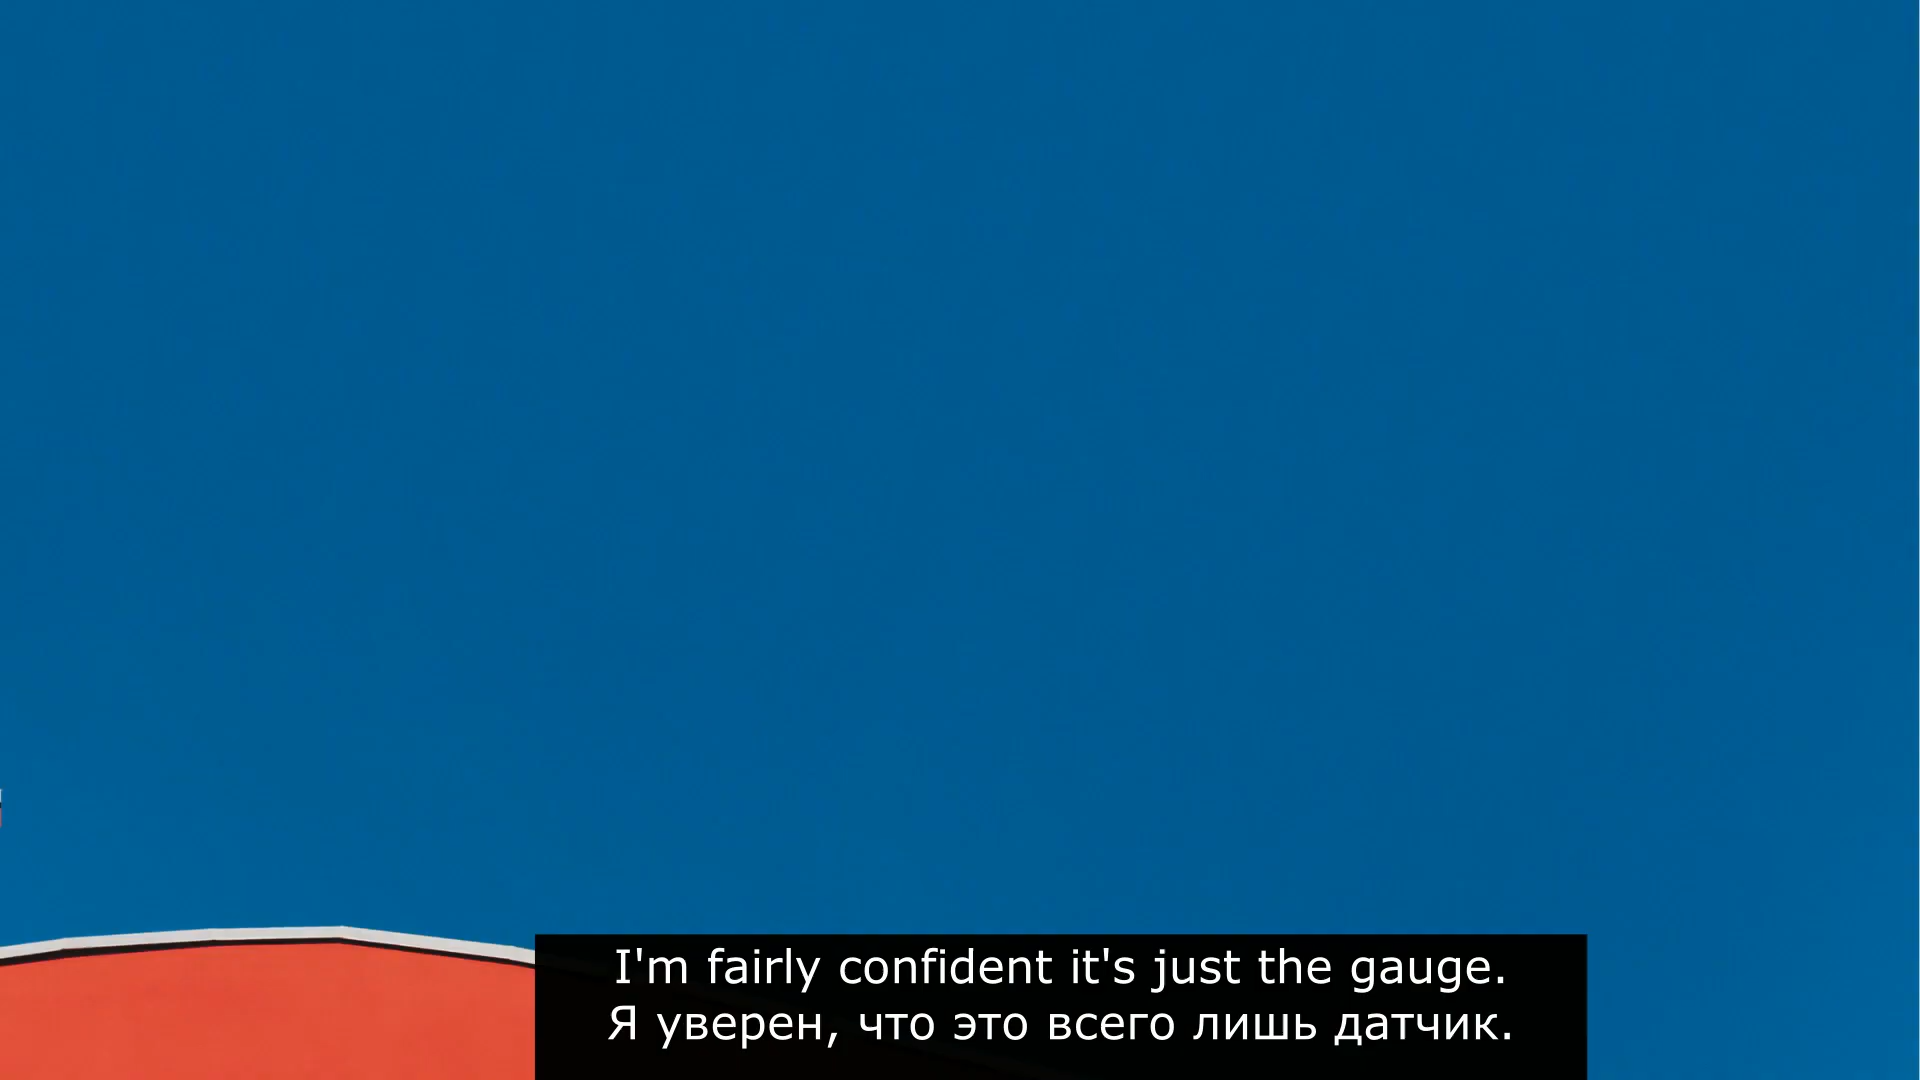 I'm fairly confident it's just the gauge.
Я уверен, что это всего лишь датчик.